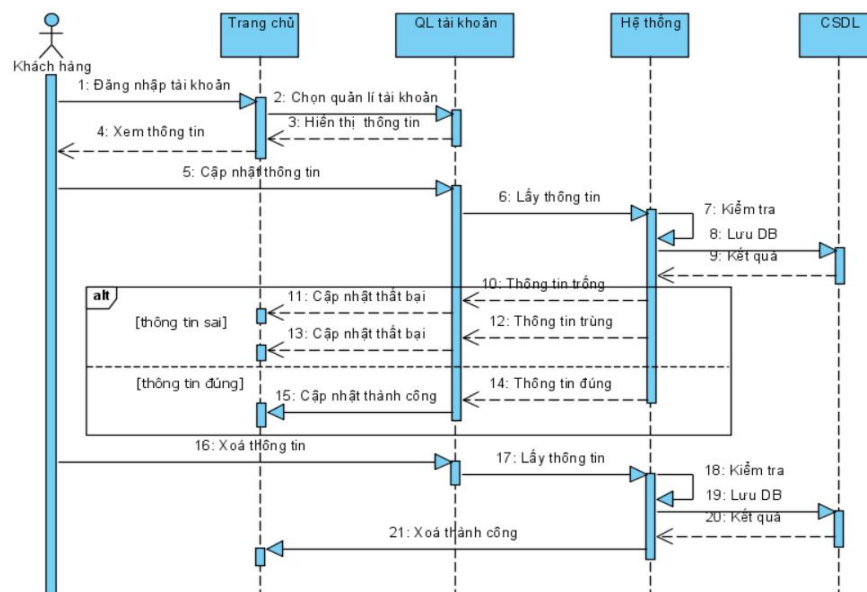 Trang chủ
QL tài khoản
Hệ thống
CSDL
Khách hàng
1: Đăng nhập tài khoản
2: Chọn quản lí tài khoản
3: Hiển thị thông tin
4: Xem thông tin
5: Cập nhật thông tin
6: Lấy thông tin
7: Kiểm tra
8: Lưu DB
9: Kết quả
alt
10: Thông tin trống
11: Cập nhật thất bại
[thông tin sai]
12: Thông tin trùng
13: Cập nhật thất bại
[thông tin đúng]
14: Thông tin đúng
15: Cập nhật thành công
16: Xoá thông tin
17: Lấy thông tin
18: Kiểm tra
19: Lưu DB
20: Kết quả
21: Xoá thành công